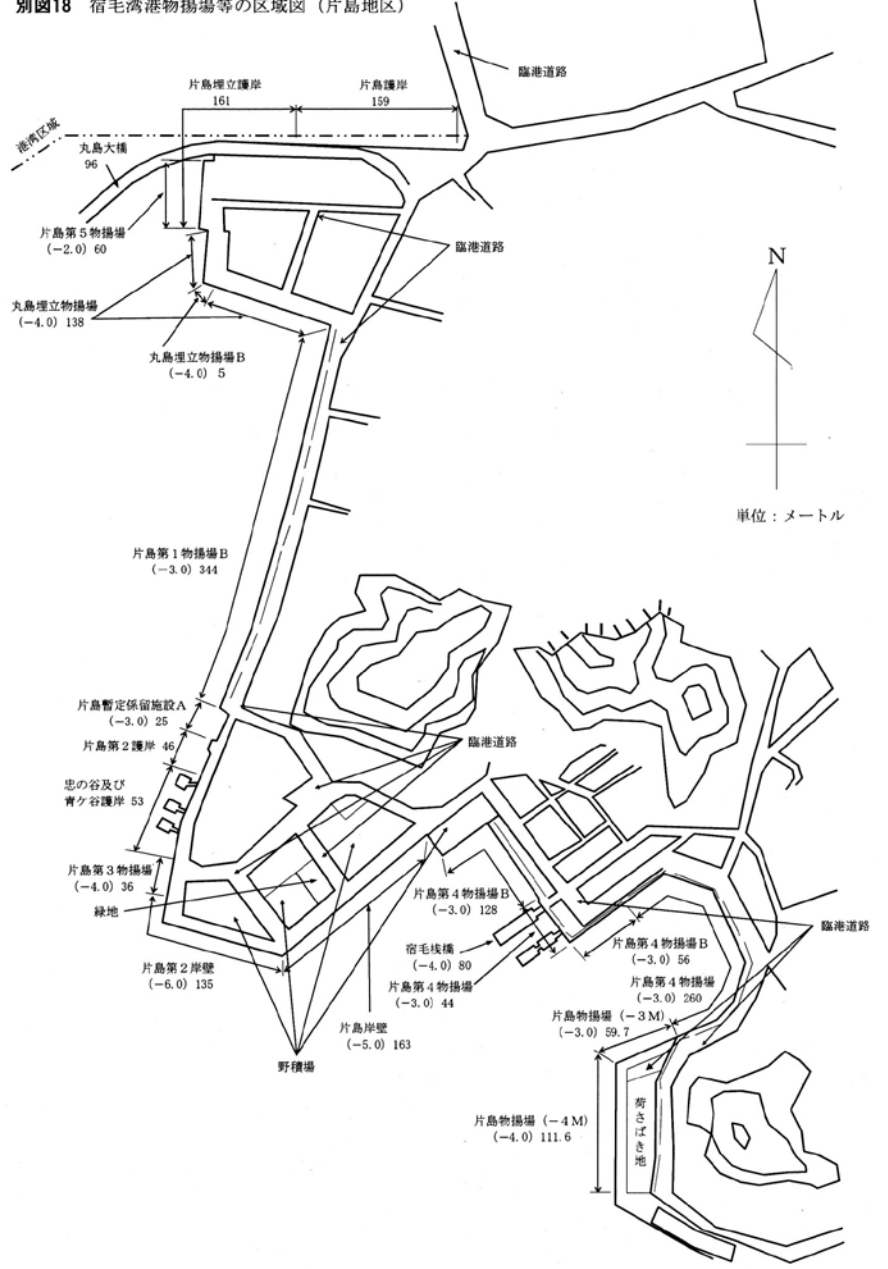 別図18 宿毛湾港物揚場等の区域図（片島地区）
臨港道路
片島埋立護岸
161
片島護岸
159
港湾区域
丸島大橋
96
片島第５物揚場
(−2.0) 60
臨港道路
N
丸島埋立物揚場
(−4.0) 138
丸島埋立物揚場Ｂ
(−4.0) 5
単位：メートル
片島第１物揚場Ｂ
(−3.0) 344
片島暫定係留施設Ａ
(−3.0) 25
片島第２護岸 46
臨港道路
忠の谷及び
青ケ谷護岸 53
片島第３物揚場
(−4.0) 36
緑地
片島第４物揚場Ｂ
(−3.0) 128
臨港道路
宿毛桟橋
(−4.0) 80
片島第４物揚場Ｂ
(−3.0) 56
片島第２岸壁
(−6.0) 135
片島第４物揚場
(−3.0) 44
片島第４物揚場
(−3.0) 260
片島岸壁
(−5.0) 163
片島物揚場（−３Ｍ）
(−3.0) 59.7
野積場
片島物揚場（−４Ｍ）
(−4.0) 111.6
荷さばき地